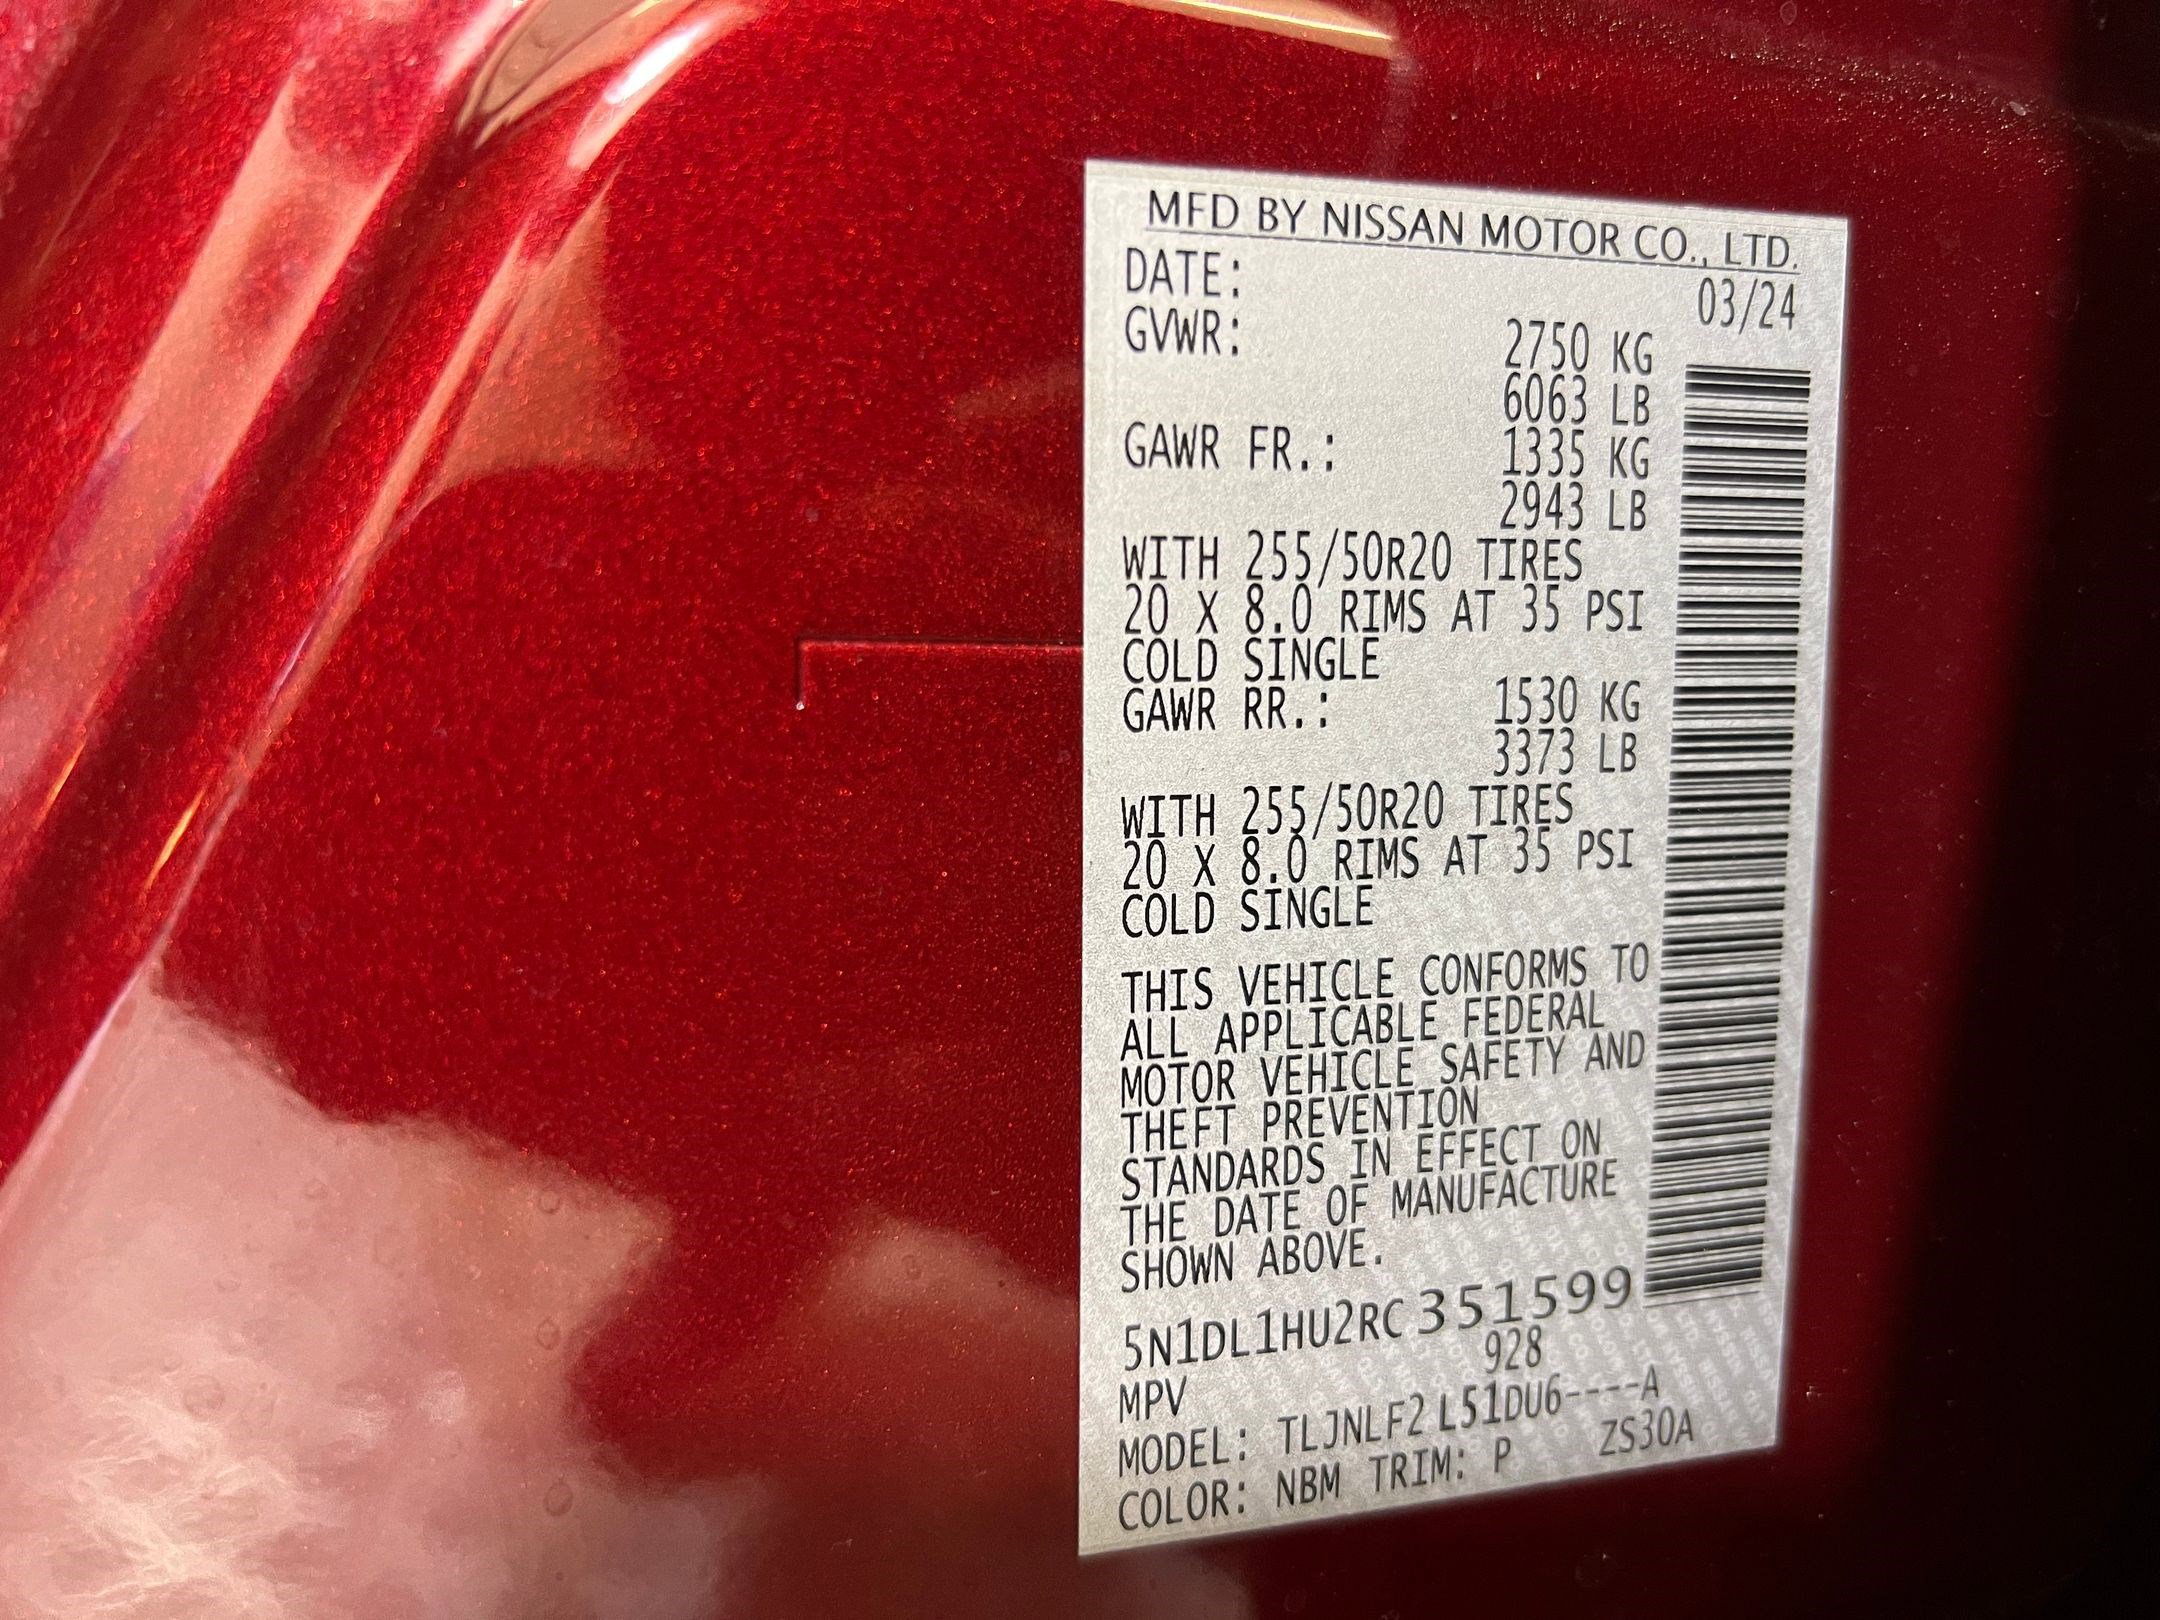 MFD BY NISSAN MOTOR CO., LTD.
DATE: 03/24
GVWR: 2750 KG
6063 LB
GAWR FR.: 1335 KG
2943 LB
WITH 255/50R20 TIRES
20 X 8.0 RIMS AT 35 PSI
COLD SINGLE
GAWR RR.: 1530 KG
3373 LB
WITH 255/50R20 TIRES
20 X 8.0 RIMS AT 35 PSI
COLD SINGLE
THIS VEHICLE CONFORMS TO
ALL APPLICABLE FEDERAL
MOTOR VEHICLE SAFETY AND
THEFT PREVENTION
STANDARDS IN EFFECT ON
THE DATE OF MANUFACTURE
SHOWN ABOVE.
5N1DL1HU2RC351599
928
MPV
MODEL: TLJNLF2 L51DU6----A
COLOR: NBM TRIM: P ZS30A